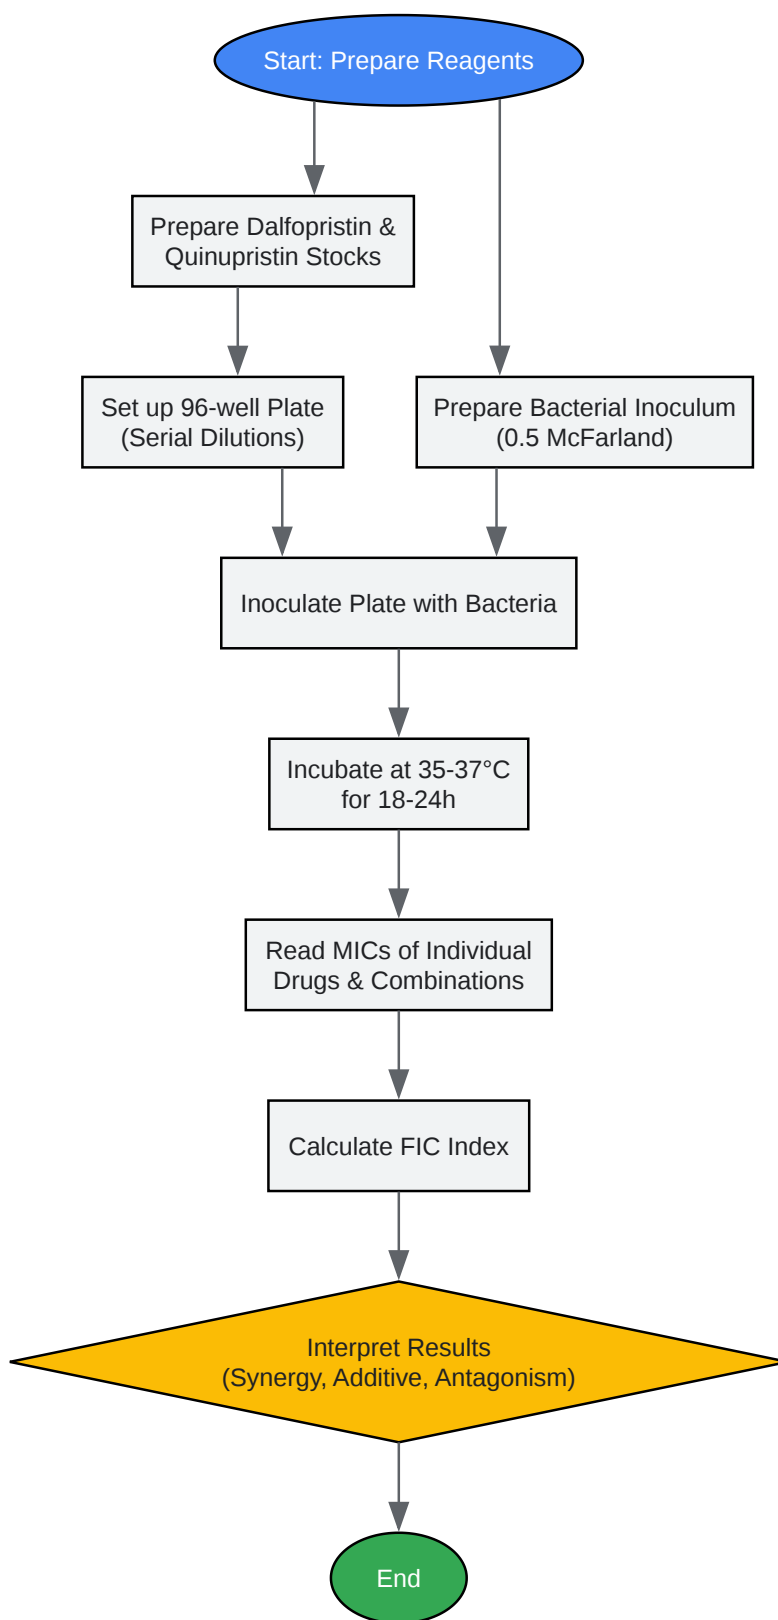 Start: Prepare Reagents
Prepare Dalfopristin &
Quinupristin Stocks
Set up 96-well Plate
(Serial Dilutions)
Prepare Bacterial Inoculum
(0.5 McFarland)
Inoculate Plate with Bacteria
Incubate at 35-37°C
for 18-24h
Read MICs of Individual
Drugs & Combinations
Calculate FIC Index
Interpret Results
(Synergy, Additive, Antagonism)
End